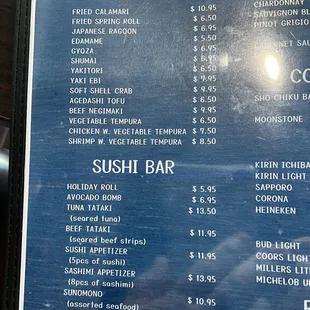 FRIED CALAMARI $ 10.95
FRIED SPRING ROLL $ 6.50
JAPANESE RAGOON $ 6.50
EDAMAME $ 5.50
GYOZA $ 6.50
SHUMAI $ 6.50
YAKITORI $ 6.50
YAKI EBI $ 9.95
SOFT SHELL CRAB $ 9.95
AGEDASHI TOFU $ 6.50
BEEF NEGIMAKI $ 9.95
VEGETABLE TEMPURA $ 6.50
CHICKEN W. VEGETABLE TEMPURA $ 7.50
SHRIMP W. VEGETABLE TEMPURA $ 8.50
SUSHI BAR
HOLIDAY ROLL $ 5.95
AVOCADO BOMB $ 6.95
TUNA TATAKI $ 13.50
(seared tuna)
BEEF TATAKI $ 11.95
(seared beef strips)
SUSHI APPETIZER $ 11.95
(5pcs of sushi)
SASHIMI APPETIZER $ 13.95
(8pcs of sashimi)
SUNOMONO $ 10.95
(assorted seafood)
CHARDONNAY
SAUVIGNON BL
PINOT GRIGIO
NET SAU
CO
SHO CHIKU BA
MOONSTONE
KIRIN ICHIBA
KIRIN LIGHT
SAPPORO
CORONA
HEINEKEN
BUD LIGHT
COORS LIGHT
MILLERS LITE
MICHELOB U